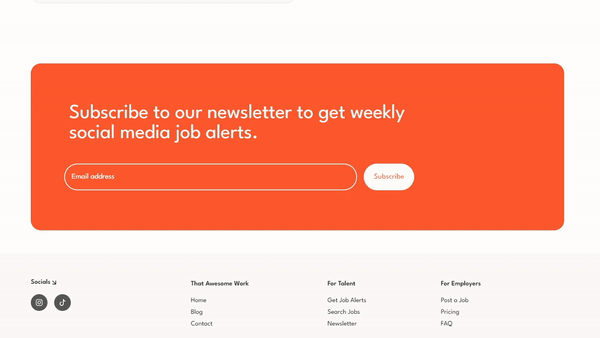 Subscribe to our newsletter to get weekly
social media job alerts.
Email address
Subscribe
Socials ↘
That Awesome Work
Home
Blog
Contact
For Talent
Get Job Alerts
Search Jobs
Newsletter
For Employers
Post a Job
Pricing
FAQ